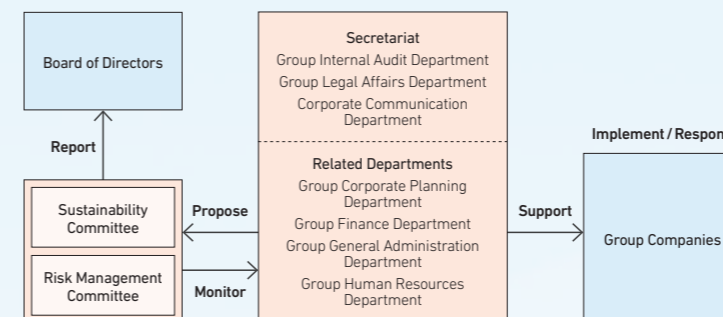 Board of Directors
Report
Sustainability
Committee
Risk Management
Committee
Propose
Monitor
Secretariat
Group Internal Audit Department
Group Legal Affairs Department
Corporate Communication
Department
Related Departments
Group Corporate Planning
Department
Group Finance Department
Group General Administration
Department
Group Human Resources
Department
Support
Implement / Respon
Group Companies